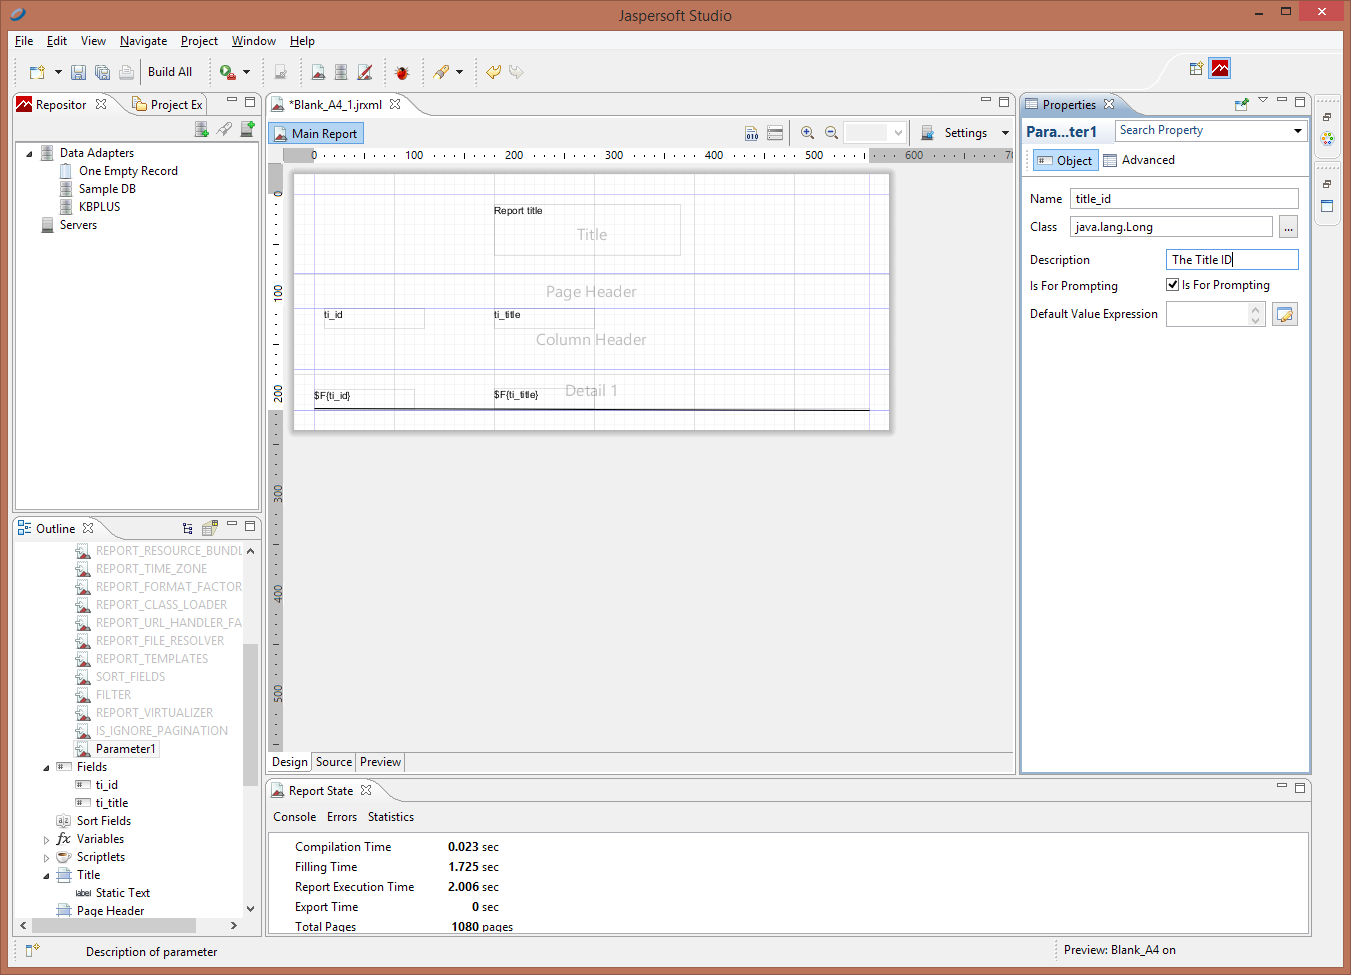 Jaspersoft Studio
File Edit View Navigate Project Window Help
Build All
Repositor
Project Ex
Data Adapters
One Empty Record
Sample DB
KBPLUS
Servers
*Blank_A4_1.jrxml
Main Report
Settings
0 100 200 300 400 500 600 70
0
100
200
300
400
500
Report title
Title
Page Header
ti_id
ti_title
Column Header
Detail 1
$F{ti_id}
$F{ti_title}
Design Source Preview
Properties
Para...ter1
Search Property
Object
Advanced
Name title_id
Class java.lang.Long ...
Description The Title ID
Is For Prompting Is For Prompting
Default Value Expression
Outline
REPORT_RESOURCE_BUNDL
REPORT_TIME_ZONE
REPORT_FORMAT_FACTOR
REPORT_CLASS_LOADER
REPORT_URL_HANDLER_FA
REPORT_FILE_RESOLVER
REPORT_TEMPLATES
SORT_FIELDS
FILTER
REPORT_VIRTUALIZER
IS_IGNORE_PAGINATION
Parameter1
Fields
ti_id
ti_title
Sort Fields
fx Variables
Scriptlets
Title
label Static Text
Page Header
Report State
Console Errors Statistics
Compilation Time 0.023 sec
Filling Time 1.725 sec
Report Execution Time 2.006 sec
Export Time 0 sec
Total Pages 1080 pages
Description of parameter
Preview: Blank_A4 on